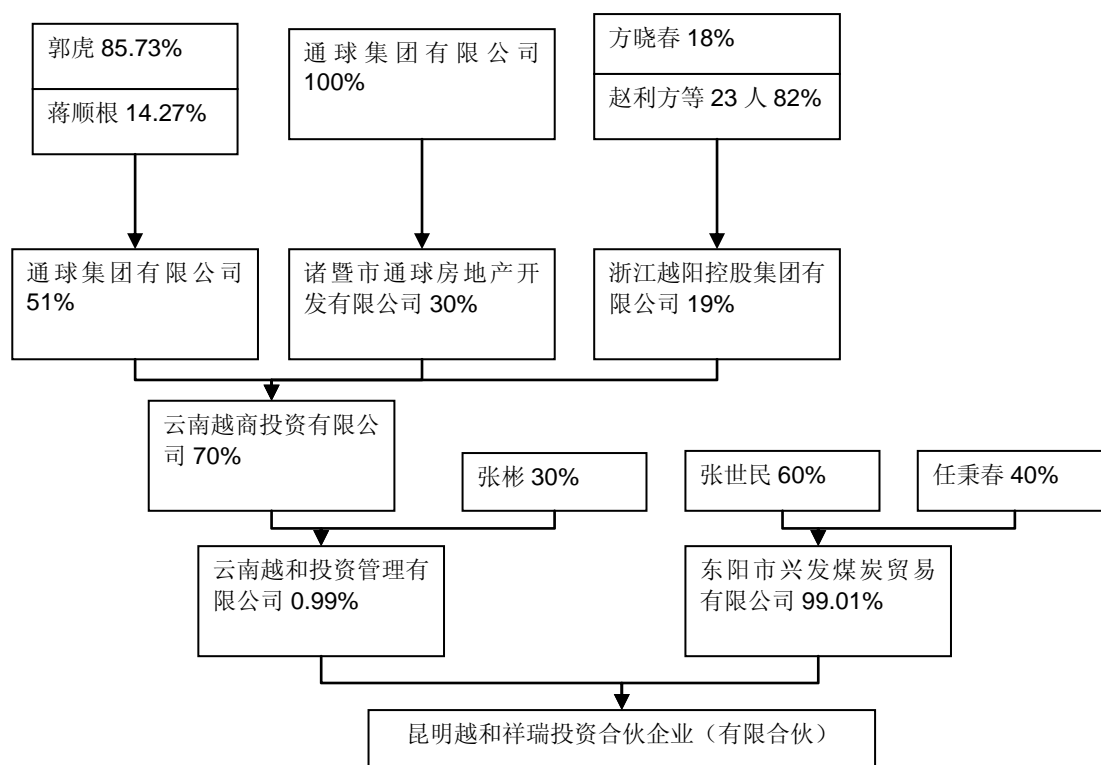 郭虎 85.73%
蒋顺根 14.27%
通球集团有限公司
100%
方晓春 18%
赵利方等 23 人 82%
通球集团有限公司
51%
诸暨市通球房地产开
发有限公司 30%
浙江越阳控股集团有
限公司 19%
云南越商投资有限公
司 70%
张彬 30%
张世民 60%
任秉春 40%
云南越和投资管理有
限公司 0.99%
东阳市兴发煤炭贸易
有限公司 99.01%
昆明越和祥瑞投资合伙企业（有限合伙）